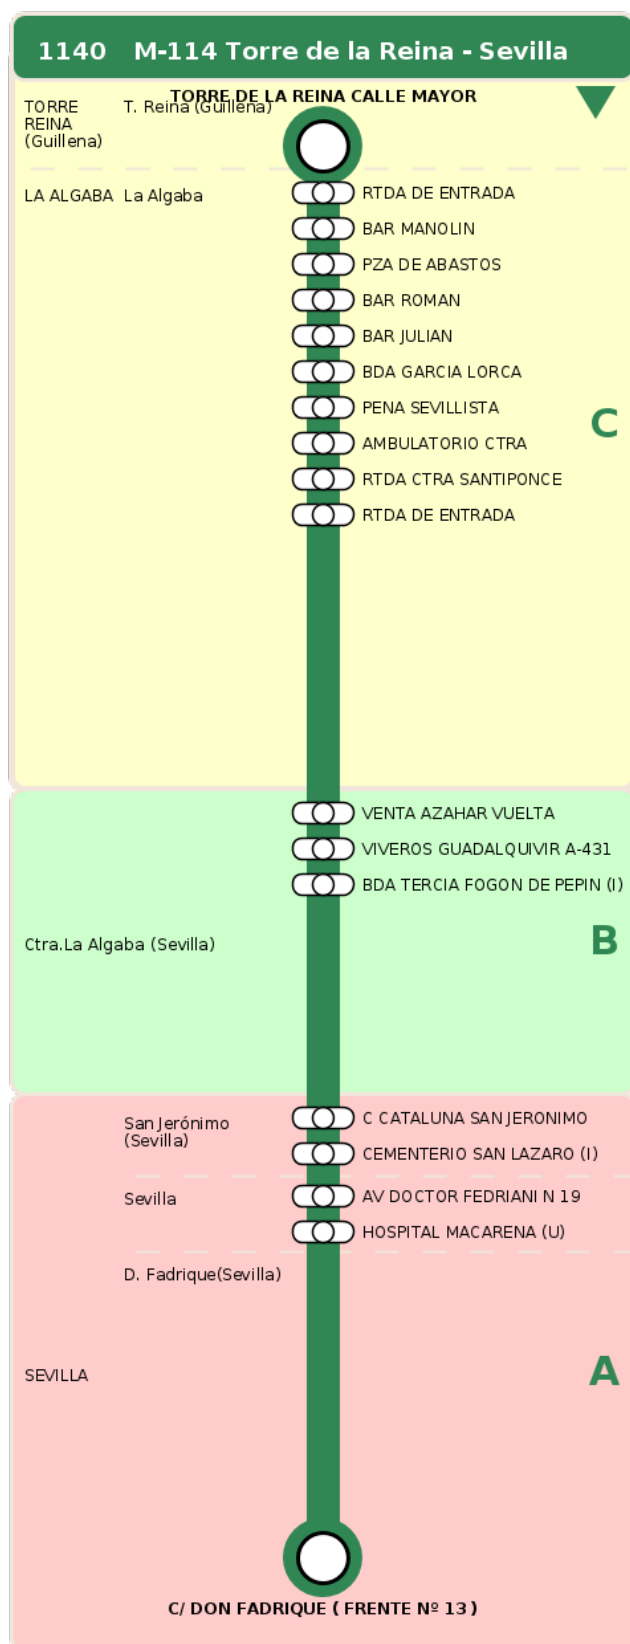 1140 M-114 Torre de la Reina - Sevilla
TORRE DE LA REINA CALLE MAYOR
TORRE
REINA
(Guillena)
T. Reina (Guillena)
LA ALGABA La Algaba
RTDA DE ENTRADA
BAR MANOLIN
PZA DE ABASTOS
BAR ROMAN
BAR JULIAN
BDA GARCIA LORCA
PENA SEVILLISTA
C
AMBULATORIO CTRA
RTDA CTRA SANTIPONCE
RTDA DE ENTRADA
VENTA AZAHAR VUELTA
VIVEROS GUADALQUIVIR A-431
BDA TERCIA FOGON DE PEPIN (I)
Ctra.La Algaba (Sevilla)
B
San Jerónimo
(Sevilla)
C CATALUNA SAN JERONIMO
CEMENTERIO SAN LAZARO (I)
Sevilla
AV DOCTOR FEDRIANI N 19
HOSPITAL MACARENA (U)
D. Fadrique(Sevilla)
SEVILLA
A
C/ DON FADRIQUE ( FRENTE Nº 13 )